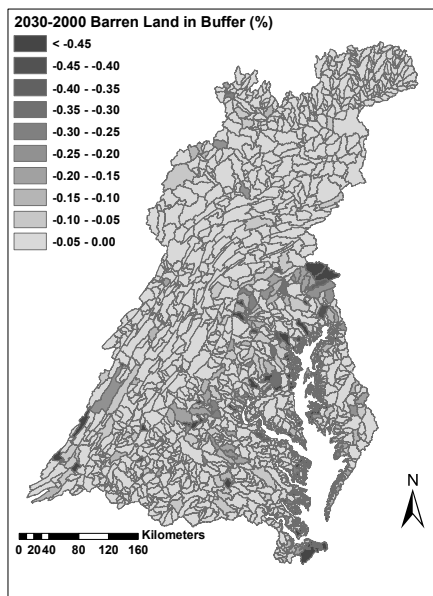 2030-2000 Barren Land in Buffer (%)
< -0.45
-0.45 - -0.40
-0.40 - -0.35
-0.35 - -0.30
-0.30 - -0.25
-0.25 - -0.20
-0.20 - -0.15
-0.15 - -0.10
-0.10 - -0.05
-0.05 - 0.00
N
Kilometers
0 20 40 80 120 160